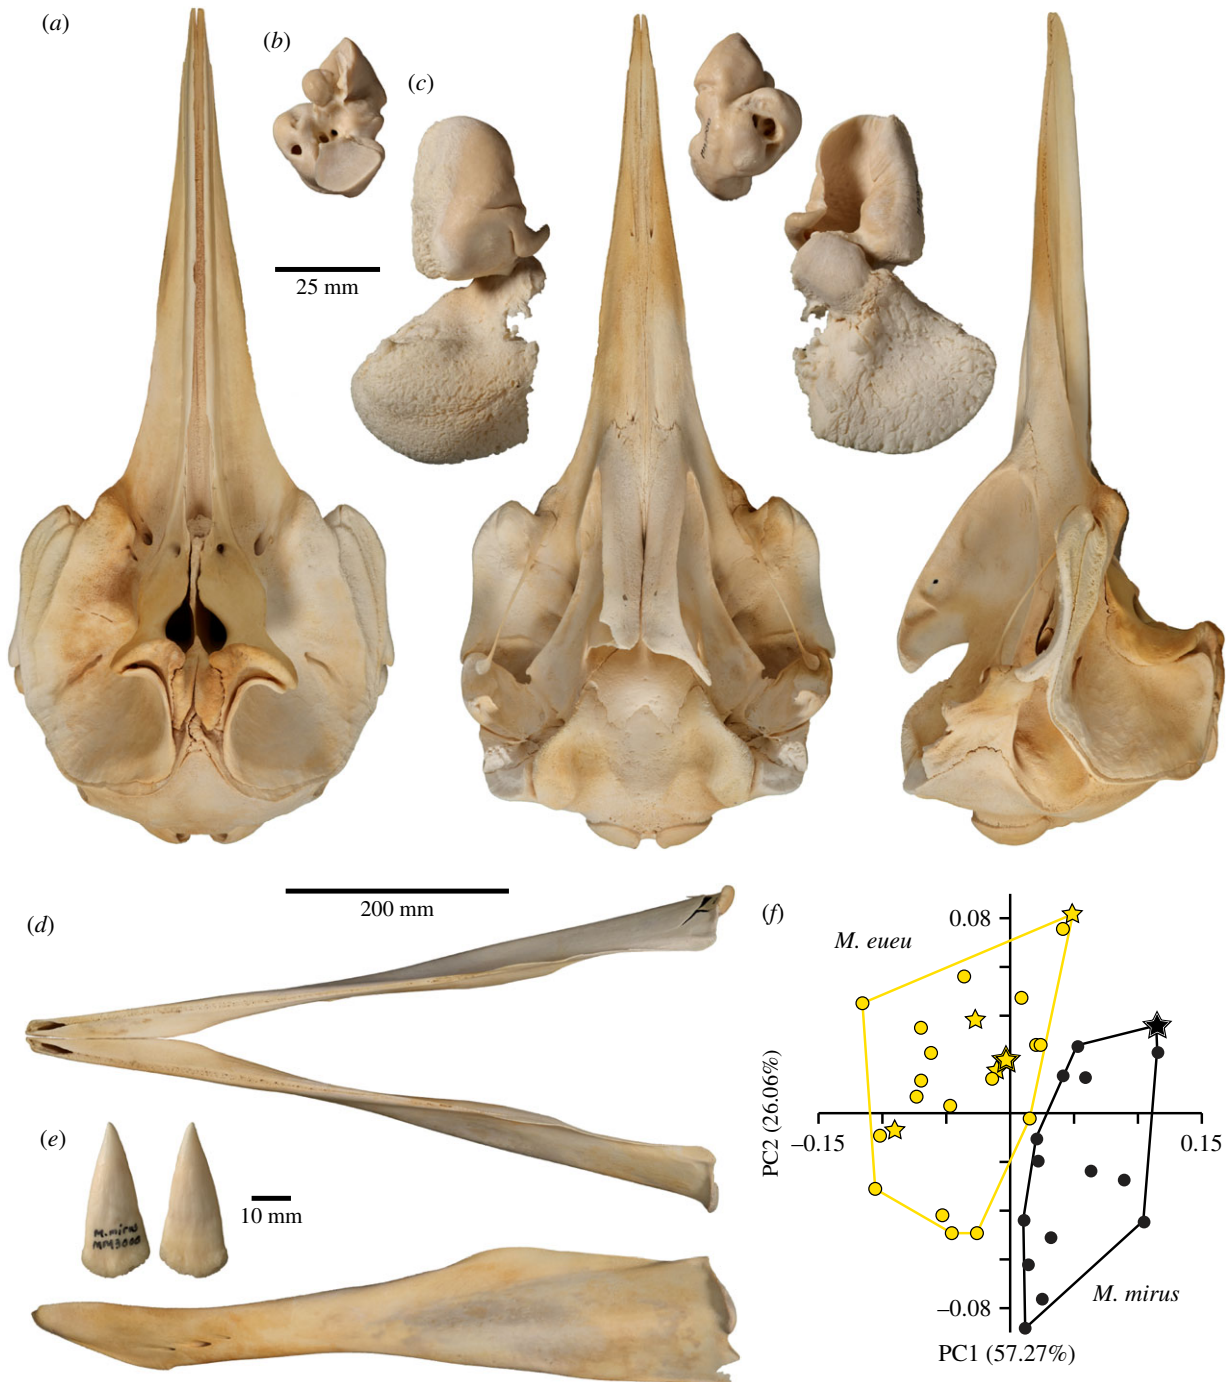 (a)
(b)
(c)
25 mm
200 mm
(d)
(e)
M. mirus
MM3000
10 mm
(f)
0.08
M. eueu
PC2 (26.06%)
–0.15
0.15
M. mirus
–0.08
PC1 (57.27%)